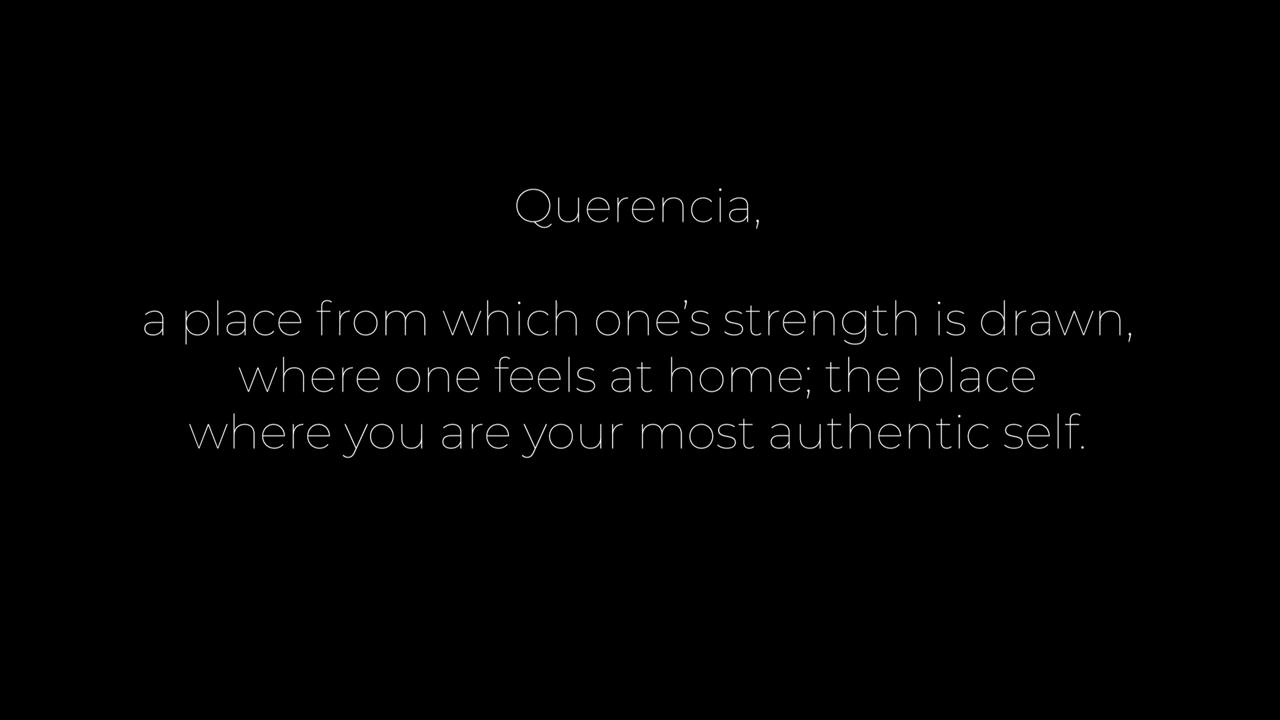 Querencia,
a place from which one’s strength is drawn,
where one feels at home; the place
where you are your most authentic self.